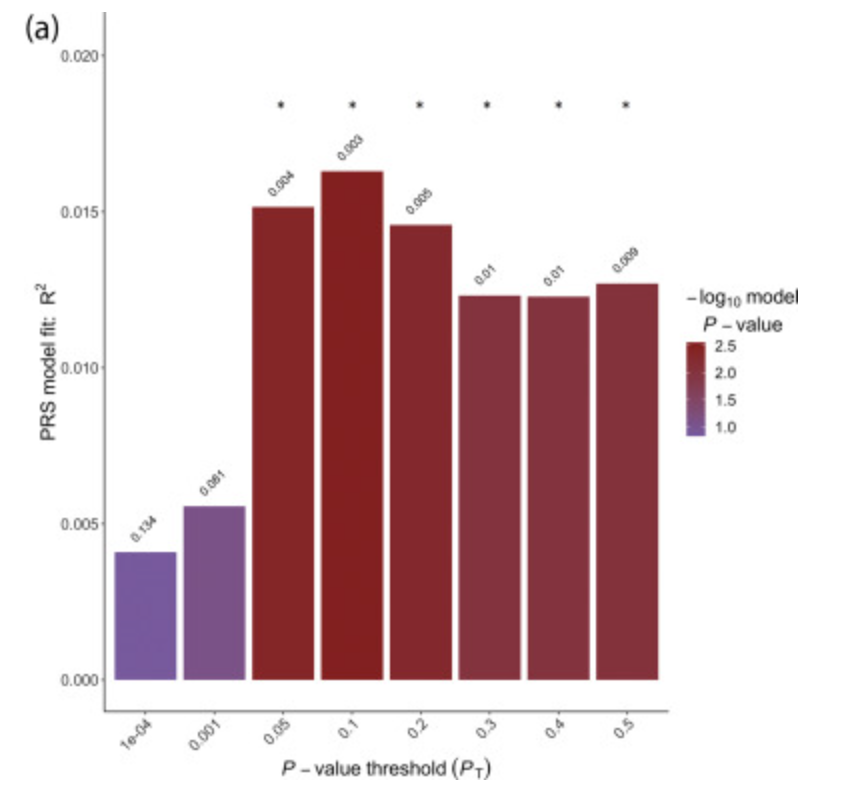 (a)
0.020
* * * * * *
0.003
0.004
0.005
0.015
0.009
0.01
0.01
PRS model fit: R²
− log₁₀ model
P − value
2.5
2.0
1.5
1.0
0.010
0.081
0.005
0.134
0.000
1e−04 0.001 0.05 0.1 0.2 0.3 0.4 0.5
P − value threshold (P_T)